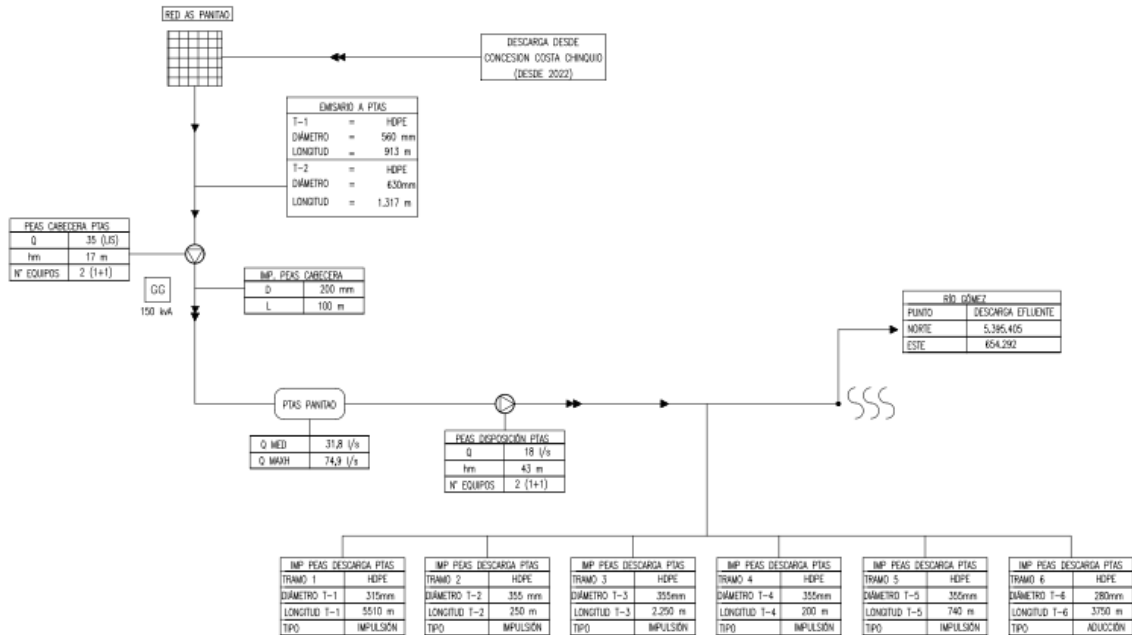 RED AS PANITAO
DESCARGA DESDE
CONCESION COSTA CHINQUIO
(DESDE 2022)
EMISARIO A PTAS
T-1 = HDPE
DIÁMETRO = 560 mm
LONGITUD = 913 m
T-2 = HDPE
DIÁMETRO = 630mm
LONGITUD = 1.317 m
PEAS CABECERA PTAS
Q 35 (l/S)
hm 17 m
N° EQUIPOS 2 (1+1)
GG
150 kvA
IMP. PEAS CABECERA
D 200 mm
L 100 m
RÍO GÓMEZ
PUNTO DESCARGA EFLUENTE
NORTE 5.395.405
ESTE 654.292
PTAS PANITAO
Q MED 31,8 l/s
Q MAXH 74,9 l/s
PEAS DISPOSICIÓN PTAS
Q 18 l/s
hm 43 m
N° EQUIPOS 2 (1+1)
IMP PEAS DESCARGA PTAS
TRAMO 1 HDPE
DIÁMETRO T-1 315mm
LONGITUD T-1 5510 m
TIPO IMPULSIÓN
IMP PEAS DESCARGA PTAS
TRAMO 2 HDPE
DIÁMETRO T-2 355 mm
LONGITUD T-2 250 m
TIPO IMPULSIÓN
IMP PEAS DESCARGA PTAS
TRAMO 3 HDPE
DIÁMETRO T-3 355mm
LONGITUD T-3 2.250 m
TIPO IMPULSIÓN
IMP PEAS DESCARGA PTAS
TRAMO 4 HDPE
DIÁMETRO T-4 355mm
LONGITUD T-4 200 m
TIPO IMPULSIÓN
IMP PEAS DESCARGA PTAS
TRAMO 5 HDPE
DIÁMETRO T-5 355mm
LONGITUD T-5 740 m
TIPO IMPULSIÓN
IMP PEAS DESCARGA PTAS
TRAMO 6 HDPE
DIÁMETRO T-6 280mm
LONGITUD T-6 3750 m
TIPO ADUCCIÓN